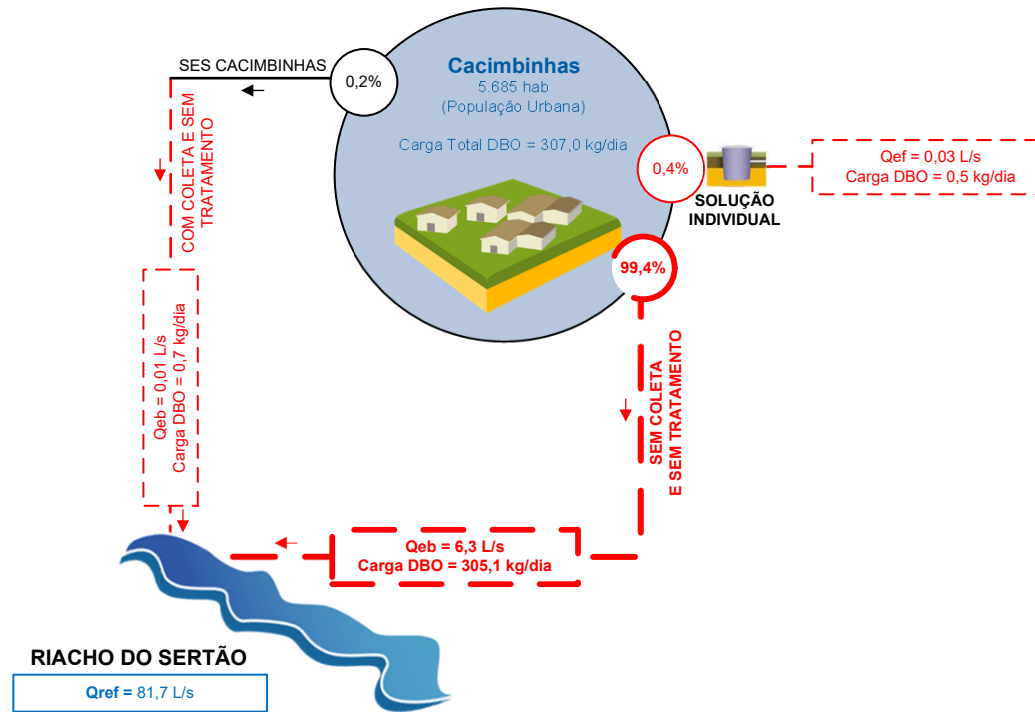 SES CACIMBINHAS
0,2%
Cacimbinhas
5.685 hab
(População Urbana)
Carga Total DBO = 307,0 kg/dia
0,4%
SOLUÇÃO
INDIVIDUAL
Qef = 0,03 L/s
Carga DBO = 0,5 kg/dia
99,4%
COM COLETA E SEM
TRATAMENTO
Qeb = 0,01 L/s
Carga DBO = 0,7 kg/dia
SEM COLETA
E SEM TRATAMENTO
Qeb = 6,3 L/s
Carga DBO = 305,1 kg/dia
RIACHO DO SERTÃO
Qref = 81,7 L/s